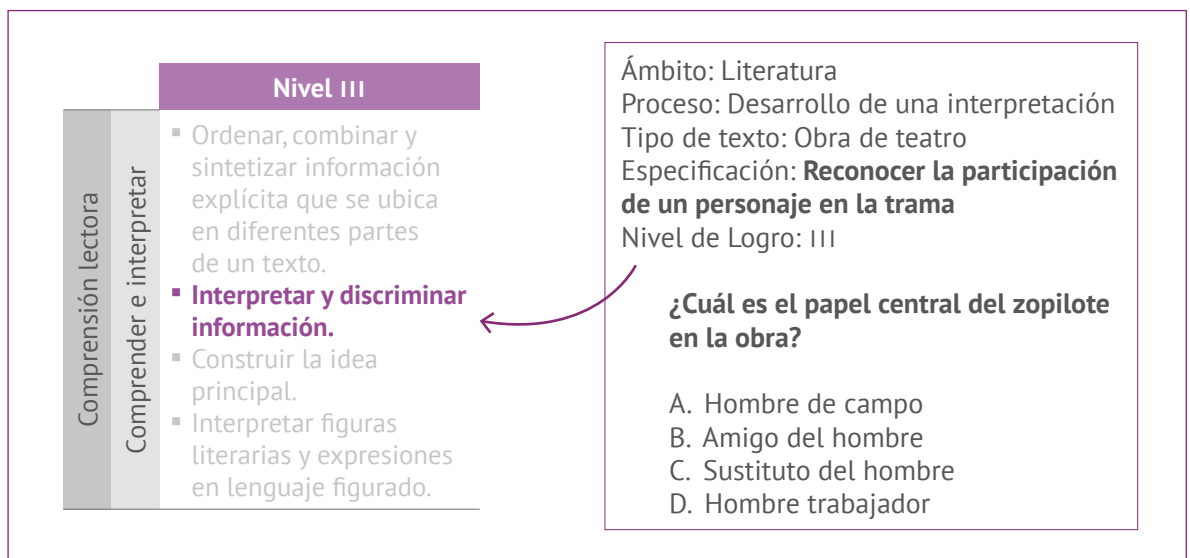 Nivel III
Comprensión lectora
Comprender e interpretar
▪ Ordenar, combinar y
sintetizar información
explícita que se ubica
en diferentes partes
de un texto.
▪ Interpretar y discriminar
información.
▪ Construir la idea
principal.
▪ Interpretar figuras
literarias y expresiones
en lenguaje figurado.
Ámbito: Literatura
Proceso: Desarrollo de una interpretación
Tipo de texto: Obra de teatro
Especificación: Reconocer la participación
de un personaje en la trama
Nivel de Logro: III
¿Cuál es el papel central del zopilote
en la obra?
A. Hombre de campo
B. Amigo del hombre
C. Sustituto del hombre
D. Hombre trabajador